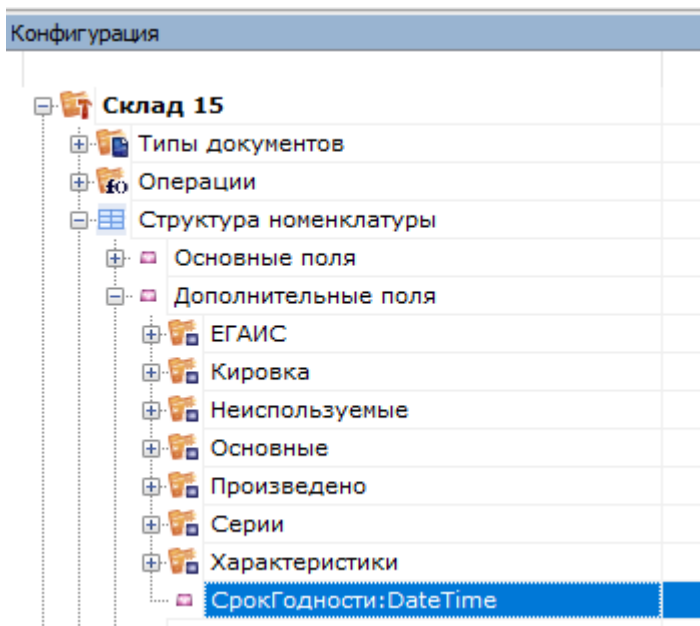 Конфигурация
Склад 15
Типы документов
Операции
Структура номенклатуры
Основные поля
Дополнительные поля
ЕГАИС
Кировка
Неиспользуемые
Основные
Произведено
Серии
Характеристики
СрокГодности:DateTime